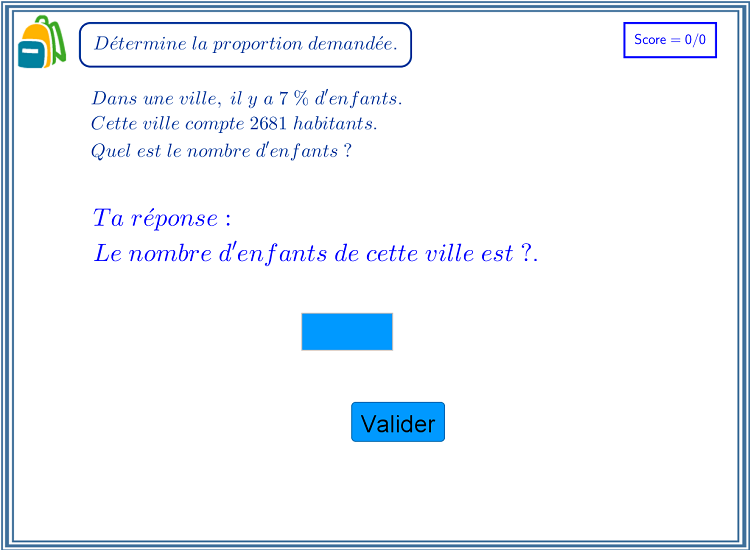 Détermine la proportion demandée.
Score = 0/0
Dans une ville, il y a 7 % d'enfants.
Cette ville compte 2681 habitants.
Quel est le nombre d'enfants ?
Ta réponse :
Le nombre d'enfants de cette ville est ?.
Valider